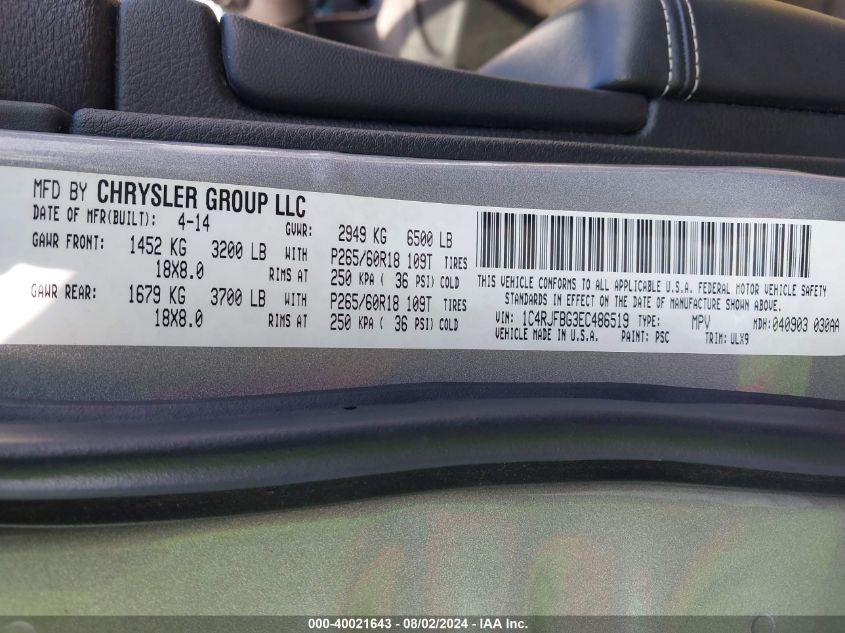 MFD BY CHRYSLER GROUP LLC
DATE OF MFR(BUILT): 4-14 GVWR: 2949 KG 6500 LB
GAWR FRONT: 1452 KG 3200 LB WITH P265/60R18 109T TIRES
18X8.0 RIMS AT 250 KPA ( 36 PSI) COLD
GAWR REAR: 1679 KG 3700 LB WITH P265/60R18 109T TIRES
18X8.0 RIMS AT 250 KPA ( 36 PSI) COLD
THIS VEHICLE CONFORMS TO ALL APPLICABLE U.S.A. FEDERAL MOTOR VEHICLE SAFETY
STANDARDS IN EFFECT ON THE DATE OF MANUFACTURE SHOWN ABOVE.
VIN: 1C4RJFBG3EC486519 TYPE: MPV MDH: 040903 030AA
VEHICLE MADE IN U.S.A. PAINT: PSC TRIM: ULX9
000-40021643 - 08/02/2024 - IAA Inc.